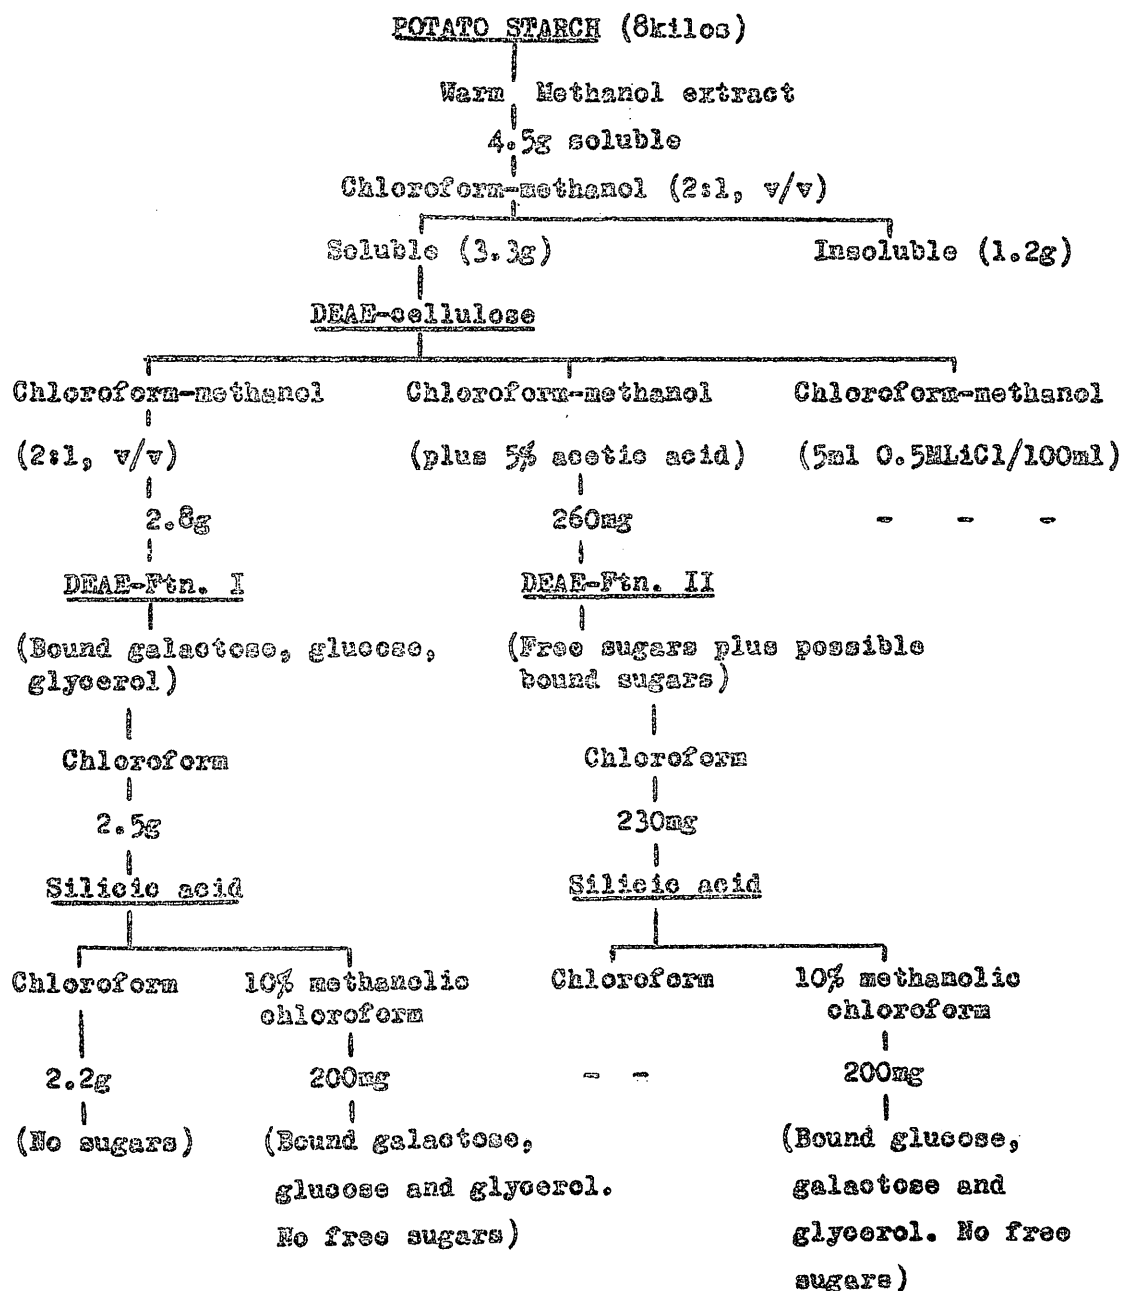 POTATO STARCH (8kilos)
Warm Methanol extract
4.5g soluble
Chloroform-methanol (2:1, v/v)
Soluble (3.3g) Insoluble (1.2g)
DEAE-cellulose
Chloroform-methanol Chloroform-methanol Chloroform-methanol
(2:1, v/v) (plus 5% acetic acid) (5ml 0.5MLiCl/100ml)
2.8g 260mg - - -
DEAE-Ftn. I DEAE-Ftn. II
(Bound galactose, glucose, (Free sugars plus possible
glycerol) bound sugars)
Chloroform Chloroform
2.5g 230mg
Silicic acid Silicic acid
Chloroform 10% methanolic Chloroform 10% methanolic
chloroform chloroform
2.2g 200mg - - 200mg
(No sugars) (Bound galactose, (Bound glucose,
glucose and glycerol. galactose and
No free sugars) glycerol. No free
sugars)